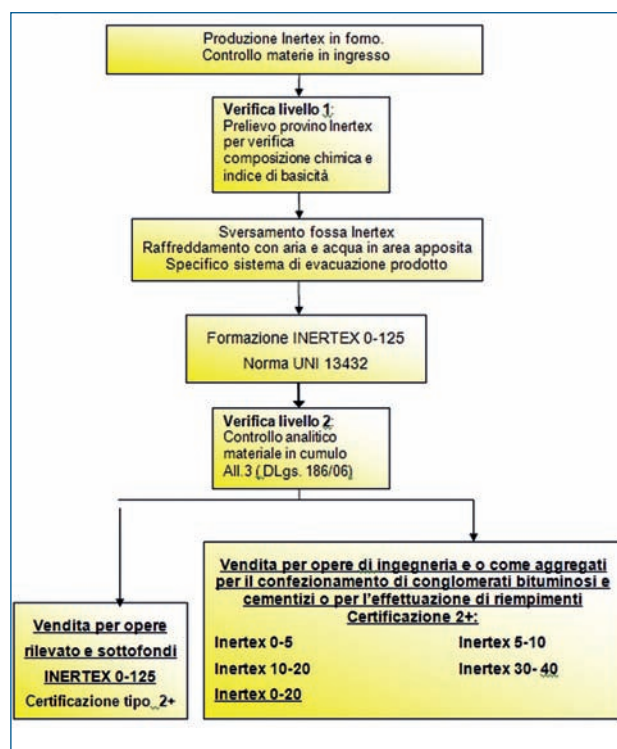 Produzione Inertex in forno.
Controllo materie in ingresso
Verifica livello 1:
Prelievo provino Inertex
per verifica
composizione chimica e
indice di basicità
Sversamento fossa Inertex
Raffreddamento con aria e acqua in area apposita
Specifico sistema di evacuazione prodotto
Formazione INERTEX 0-125
Norma UNI 13432
Verifica livello 2:
Controllo analitico
materiale in cumulo
All.3 ( DLgs. 186/06)
Vendita per opere
rilevato e sottofondi
INERTEX 0-125
Certificazione tipo 2+
Vendita per opere di ingegneria e o come aggregati
per il confezionamento di conglomerati bituminosi e
cementizi o per l'effettuazione di riempimenti
Certificazione 2+:
Inertex 0-5 Inertex 5-10
Inertex 10-20 Inertex 30- 40
Inertex 0-20